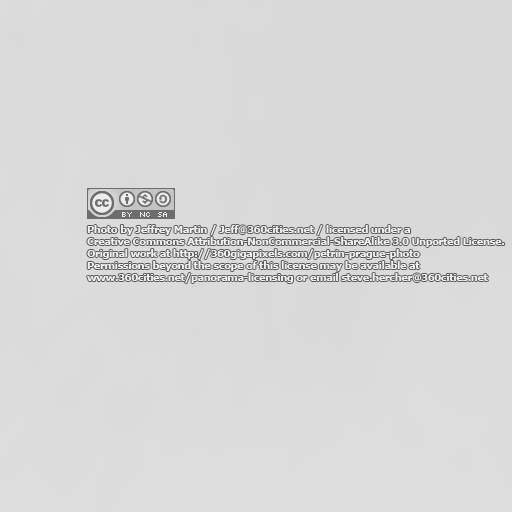 cc
BY NC SA
Photo by Jeffrey Martin / Jeff@360cities.net / licensed under a
Creative Commons Attribution-NonCommercial-ShareAlike 3.0 Unported License.
Original work at http://360gigapixels.com/petrin-prague-photo
Permissions beyond the scope of this license may be available at
www.360cities.net/panorama-licensing or email steve.hercher@360cities.net